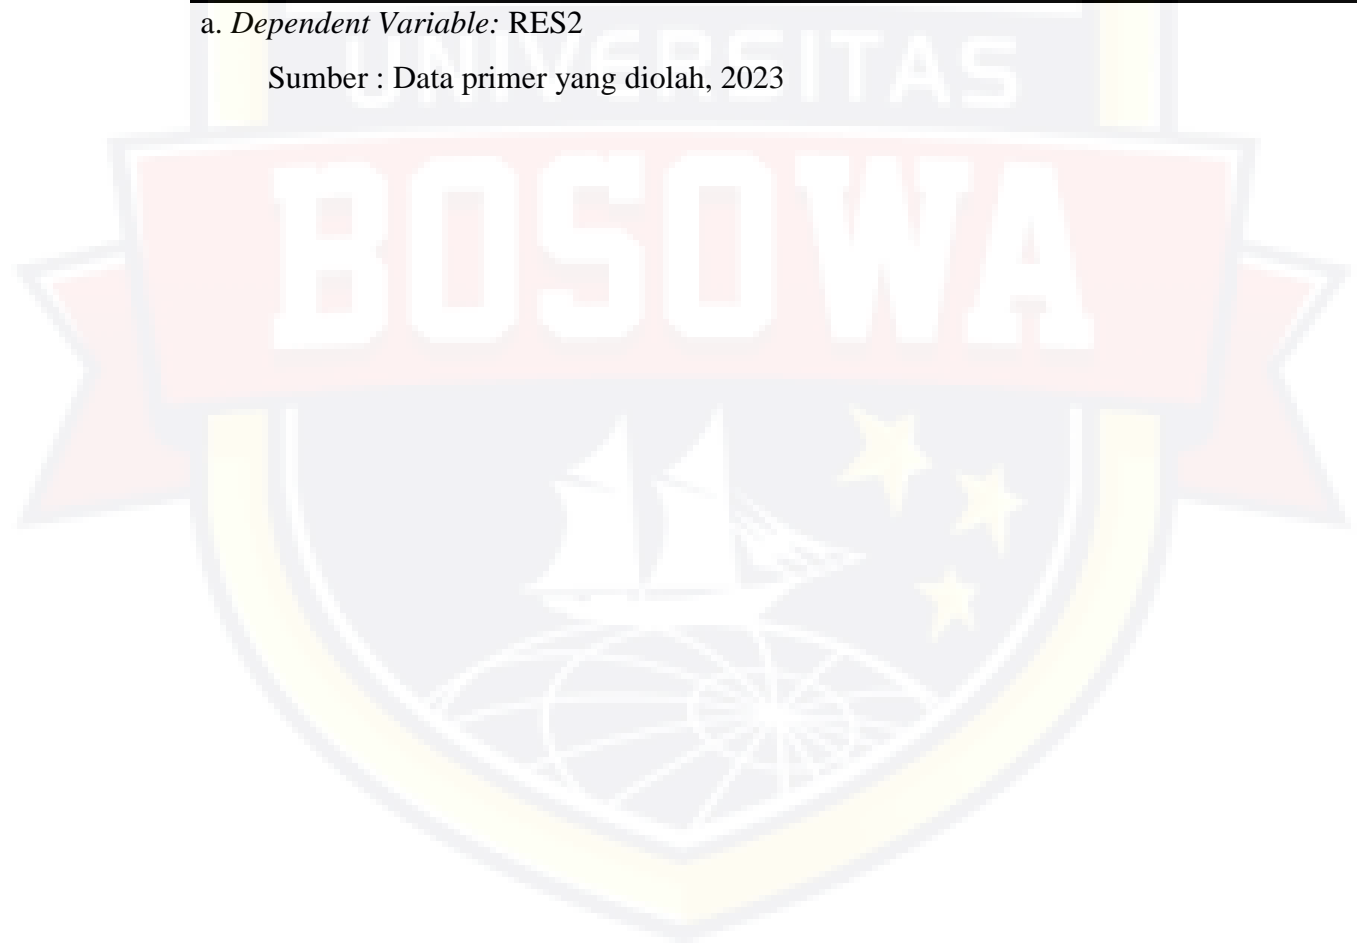 a. Dependent Variable: RES2
Sumber : Data primer yang diolah, 2023
UNIVERSITAS
BOSOWA